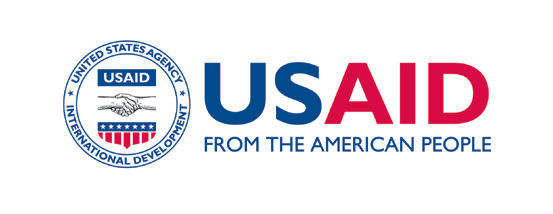 UNITED STATES AGENCY
USAID
INTERNATIONAL DEVELOPMENT
USAID
FROM THE AMERICAN PEOPLE